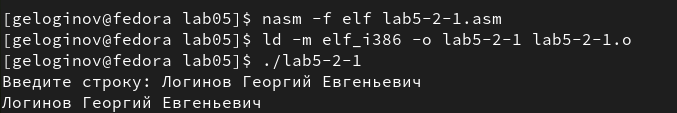 [geloginov@fedora lab05]$ nasm -f elf lab5-2-1.asm
[geloginov@fedora lab05]$ ld -m elf_i386 -o lab5-2-1 lab5-2-1.o
[geloginov@fedora lab05]$ ./lab5-2-1
Введите строку: Логинов Георгий Евгеньевич
Логинов Георгий Евгеньевич